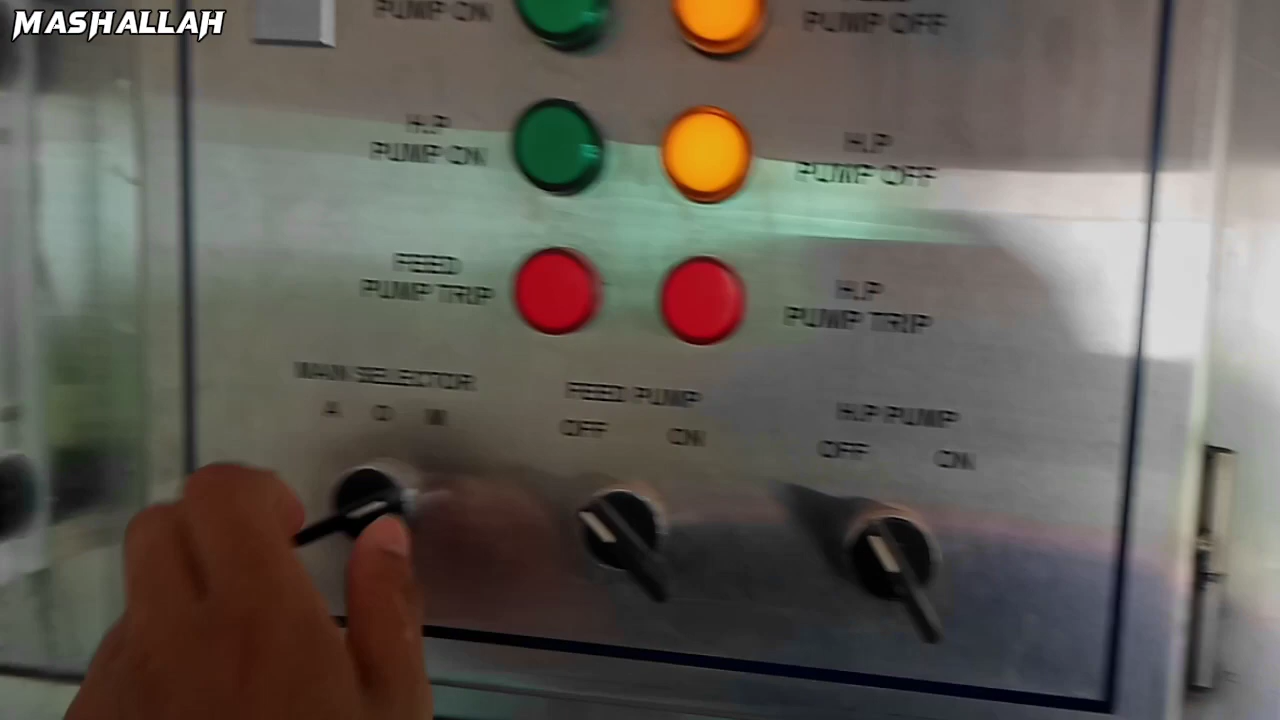 MASHALLAH
PUMP ON
PUMP OFF
H.P
PUMP ON
H.P
PUMP OFF
FEED
PUMP TRIP
H.P
PUMP TRIP
MAIN SELECTOR
A O M
FEED PUMP
OFF ON
H.P PUMP
OFF ON